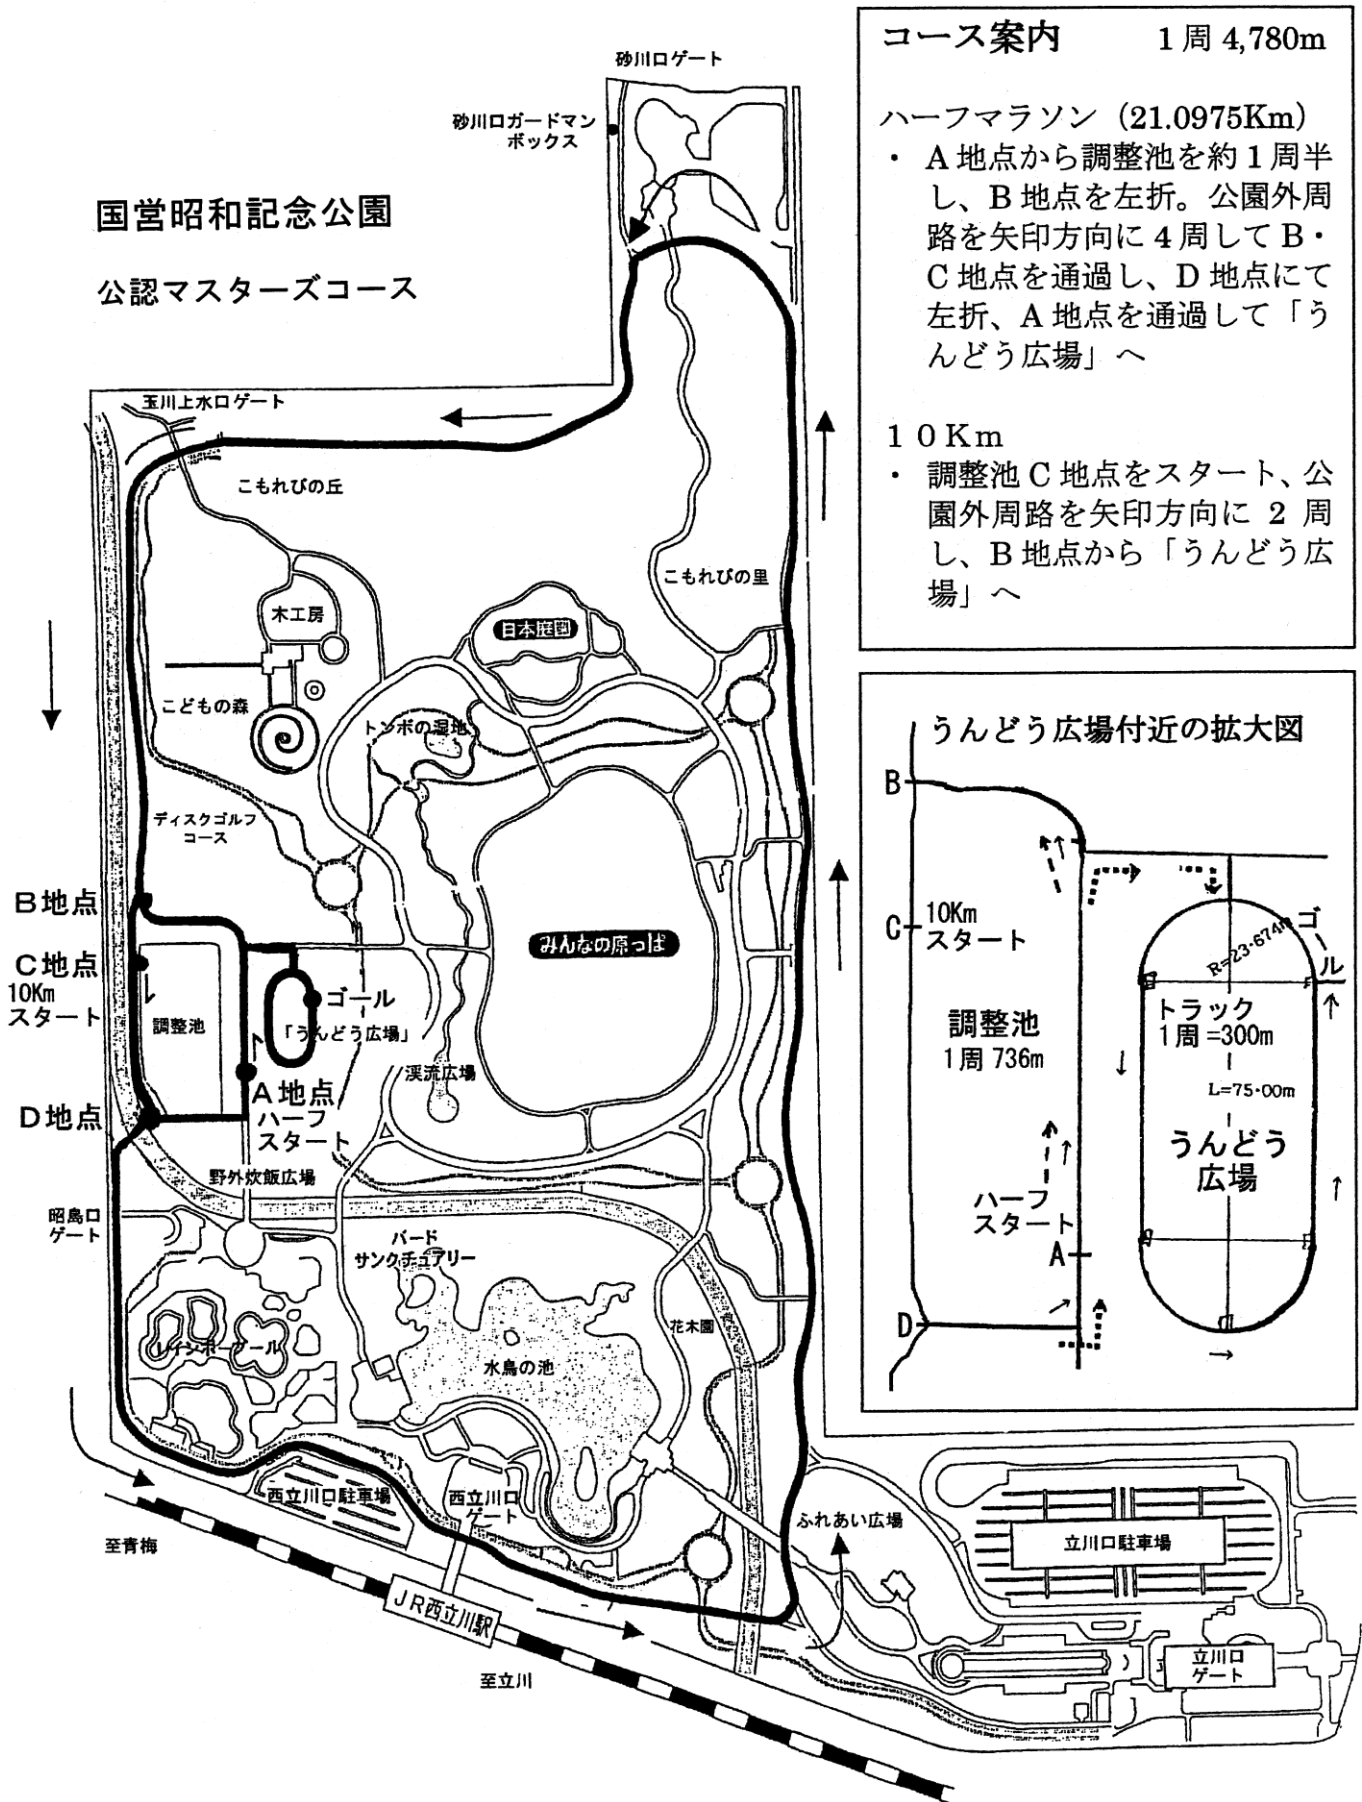 国営昭和記念公園
公認マスターズコース
コース案内 1周 4,780m
ハーフマラソン (21.0975Km)
・ A 地点から調整池を約1周半
し、B 地点を左折。公園外周
路を矢印方向に 4 周して B・
C 地点を通過し、D 地点にて
左折、A 地点を通過して「う
んどう広場」へ
10Km
・ 調整池 C 地点をスタート、公
園外周路を矢印方向に 2 周
し、B 地点から「うんどう広
場」へ
うんどう広場付近の拡大図
B
C
10Km
スタート
調整池
1周 736m
ハーフ
スタート
A
D
R=23・674m
ゴール
トラック
1周 =300m
L=75・00m
うんどう
広場
砂川口ゲート
砂川口ガードマン
ボックス
玉川上水口ゲート
こもれびの丘
こもれびの里
木工房
日本庭園
こどもの森
トンボの湿地
ディスクゴルフ
コース
みんなの原っぱ
B地点
C地点
10Km
スタート
調整池
ゴール
「うんどう広場」
A地点
ハーフ
スタート
D地点
渓流広場
野外炊飯広場
昭島口
ゲート
バード
サンクチュアリー
花木園
レインボープール
水鳥の池
西立川口駐車場
西立川口
ゲート
ふれあい広場
立川口駐車場
至青梅
JR西立川駅
至立川
立川口
ゲート